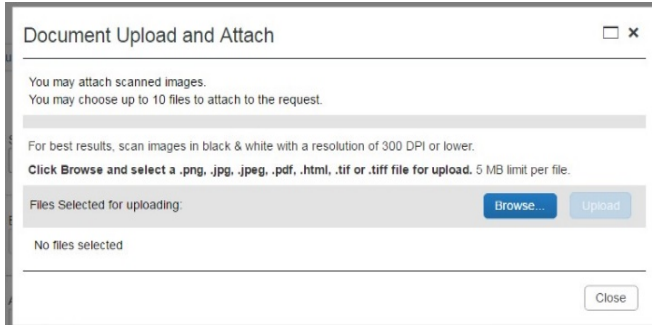 Document Upload and Attach
You may attach scanned images.
You may choose up to 10 files to attach to the request.
For best results, scan images in black & white with a resolution of 300 DPI or lower.
Click Browse and select a .png, .jpg, .jpeg, .pdf, .html, .tif or .tiff file for upload. 5 MB limit per file.
Files Selected for uploading:
Browse...
Upload
No files selected
Close